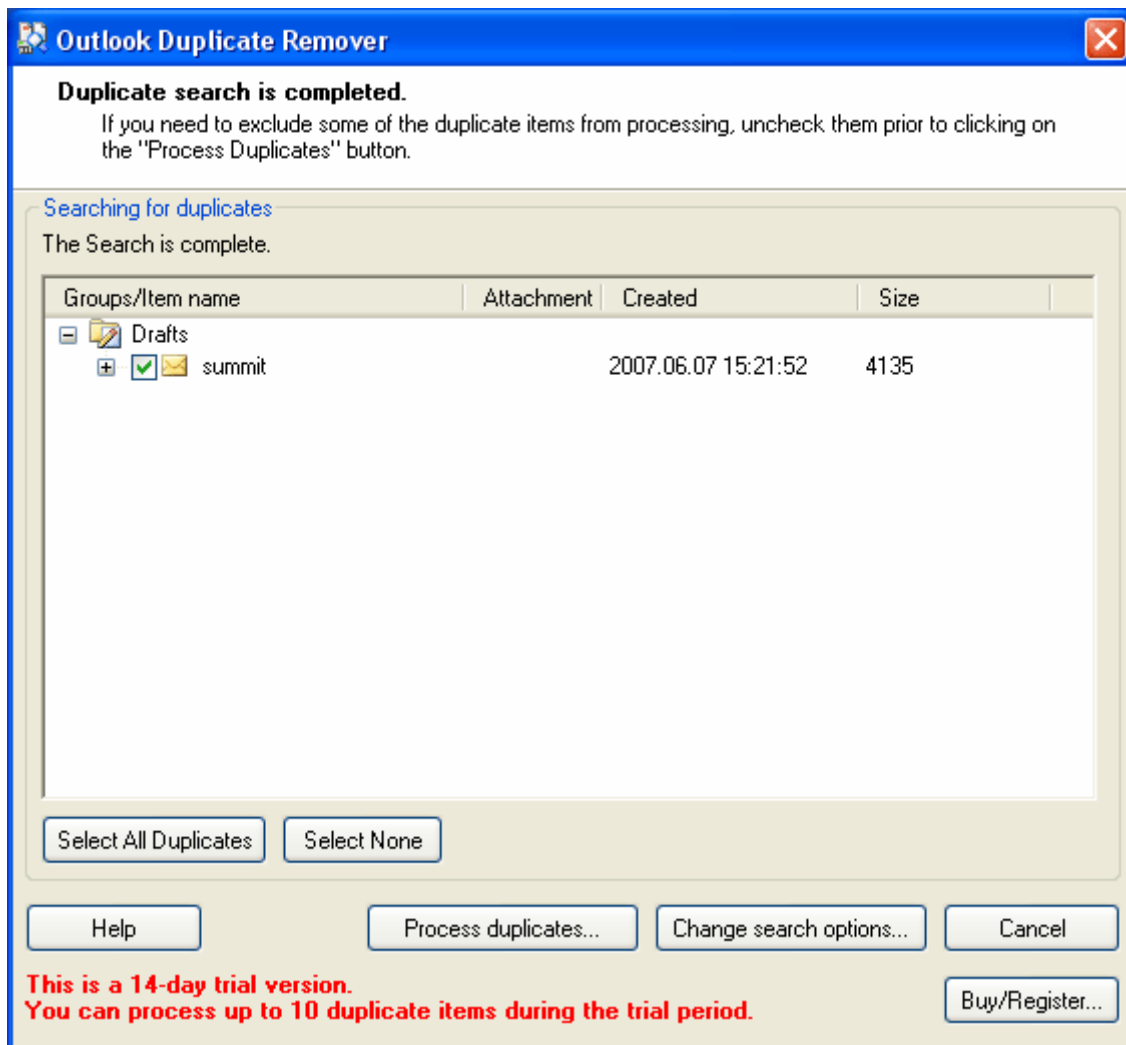 Outlook Duplicate Remover
Duplicate search is completed.
If you need to exclude some of the duplicate items from processing, uncheck them prior to clicking on
the "Process Duplicates" button.
Searching for duplicates
The Search is complete.
Groups/Item name Attachment Created Size
Drafts
summit 2007.06.07 15:21:52 4135
Select All Duplicates Select None
Help Process duplicates... Change search options... Cancel
This is a 14-day trial version.
You can process up to 10 duplicate items during the trial period.
Buy/Register...